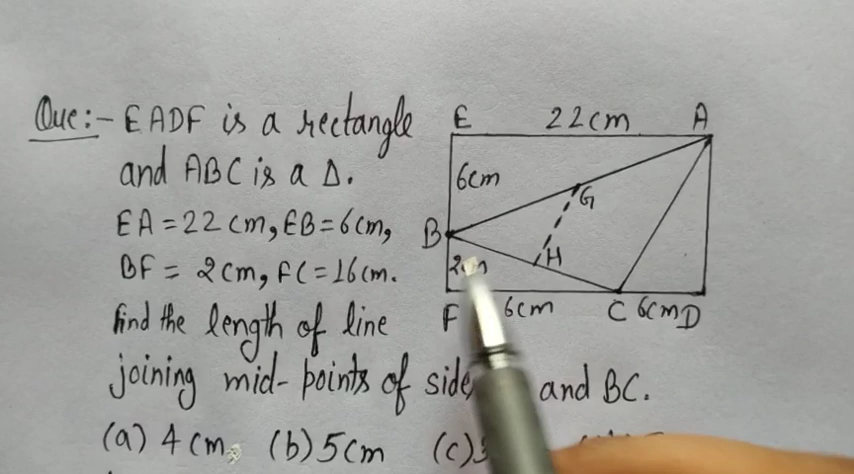 Que:- EADF is a rectangle
and ABC is a Δ.
EA = 22 cm, EB = 6 cm,
BF = 2 cm, FC = 16 cm.
find the length of line
joining mid-points of side and BC.
(a) 4 cm, (b) 5 cm (c)
E 22 cm A
6 cm
G
B
H
2
F 6 cm C 6 cm D